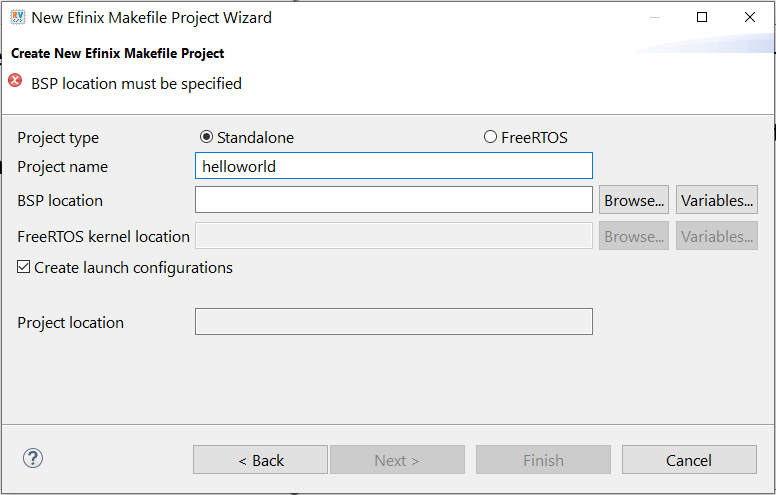 New Efinix Makefile Project Wizard
Create New Efinix Makefile Project
BSP location must be specified
Project type Standalone FreeRTOS
Project name helloworld
BSP location Browse... Variables...
FreeRTOS kernel location Browse... Variables...
Create launch configurations
Project location
? < Back Next > Finish Cancel